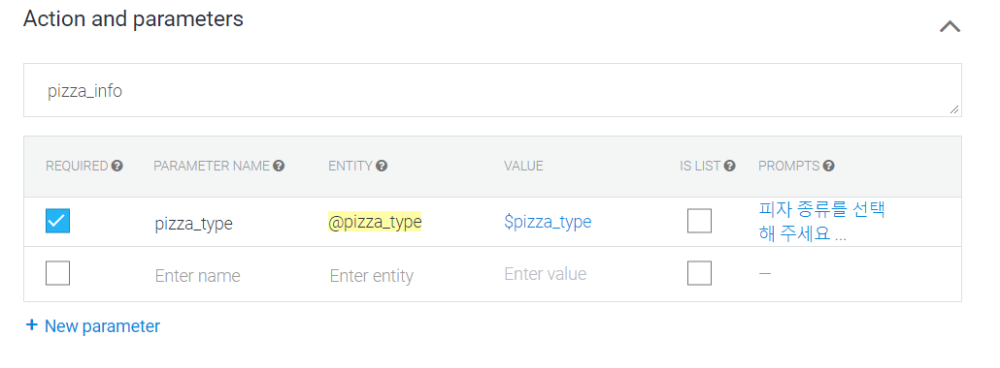 Action and parameters
pizza_info
REQUIRED ? PARAMETER NAME ? ENTITY ? VALUE IS LIST ? PROMPTS ?
pizza_type @pizza_type $pizza_type 피자 종류를 선택
해 주세요 ...
Enter name Enter entity Enter value —
+ New parameter